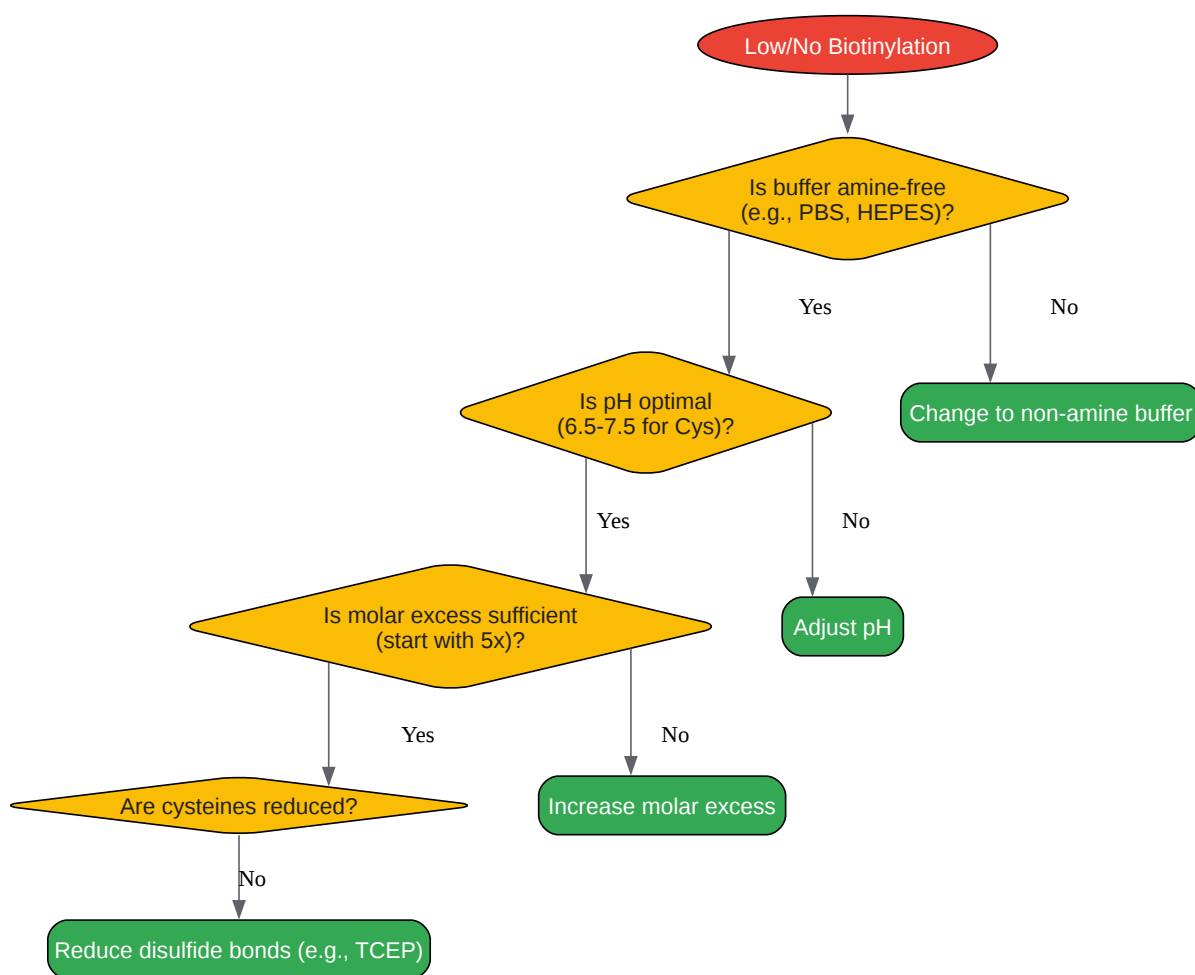 Low/No Biotinylation
Is buffer amine-free
(e.g., PBS, HEPES)?
Yes
No
Is pH optimal
(6.5-7.5 for Cys)?
Change to non-amine buffer
Yes
No
Is molar excess sufficient
(start with 5x)?
Adjust pH
Yes
No
Are cysteines reduced?
Increase molar excess
No
Reduce disulfide bonds (e.g., TCEP)